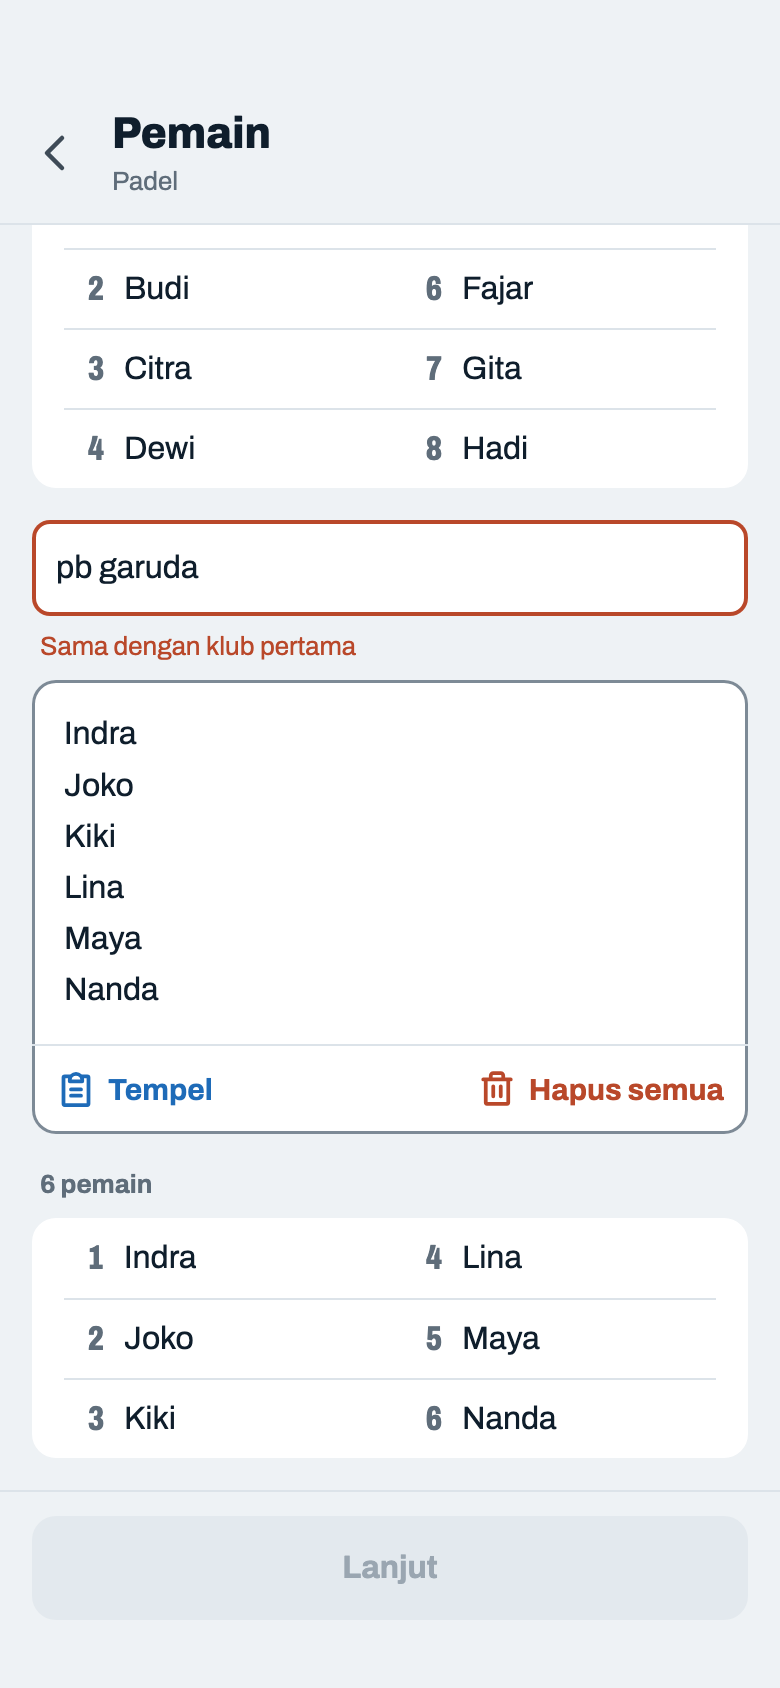 Pemain
Padel
2 Budi 6 Fajar
3 Citra 7 Gita
4 Dewi 8 Hadi
pb garuda
Sama dengan klub pertama
Indra
Joko
Kiki
Lina
Maya
Nanda
Tempel Hapus semua
6 pemain
1 Indra 4 Lina
2 Joko 5 Maya
3 Kiki 6 Nanda
Lanjut